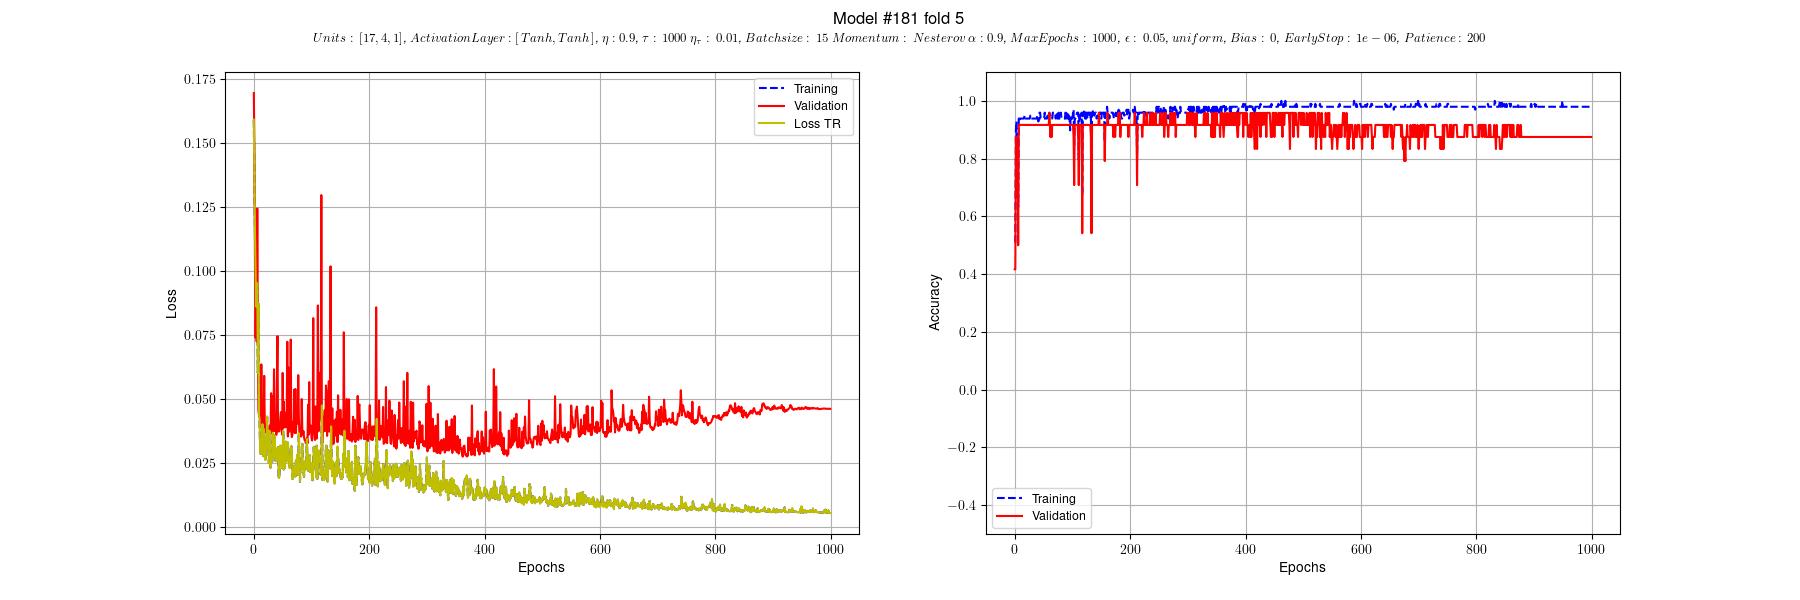 Model #181 fold 5
Units : [17, 4, 1], ActivationLayer : [Tanh, Tanh], η : 0.9, τ : 1000 ητ : 0.01, Batchsize : 15 Momentum : Nesterov α : 0.9, MaxEpochs : 1000, ϵ : 0.05, uniform, Bias : 0, EarlyStop : 1e − 06, Patience : 200
0.175
0.150
0.125
0.100
0.075
0.050
0.025
0.000
Loss
0 200 400 600 800 1000
Epochs
Training
Validation
Loss TR
1.0
0.8
0.6
0.4
0.2
0.0
−0.2
−0.4
Accuracy
0 200 400 600 800 1000
Epochs
Training
Validation